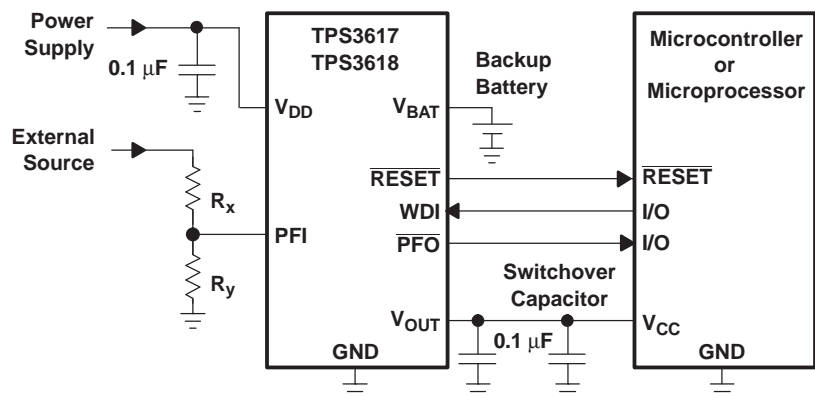 Power
Supply
0.1 μF
External
Source
Rx
Ry
TPS3617
TPS3618
VDD
VBAT
RESET
WDI
PFI
PFO
VOUT
GND
Backup
Battery
Switchover
Capacitor
0.1 μF
Microcontroller
or
Microprocessor
RESET
I/O
I/O
VCC
GND